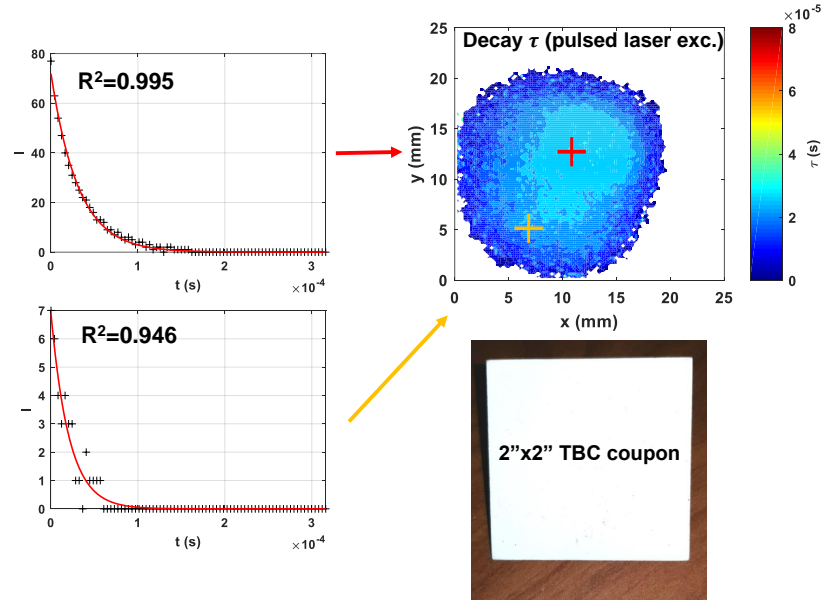 80
60
40
20
0
I
R²=0.995
0 1 2 3
t (s)
×10⁻⁴
7
6
5
4
3
2
1
0
I
R²=0.946
0 1 2 3
t (s)
×10⁻⁴
Decay τ (pulsed laser exc.)
25
20
15
10
5
0
y (mm)
0 5 10 15 20 25
x (mm)
×10⁻⁵
8
6
4
2
0
τ (s)
2”x2” TBC coupon